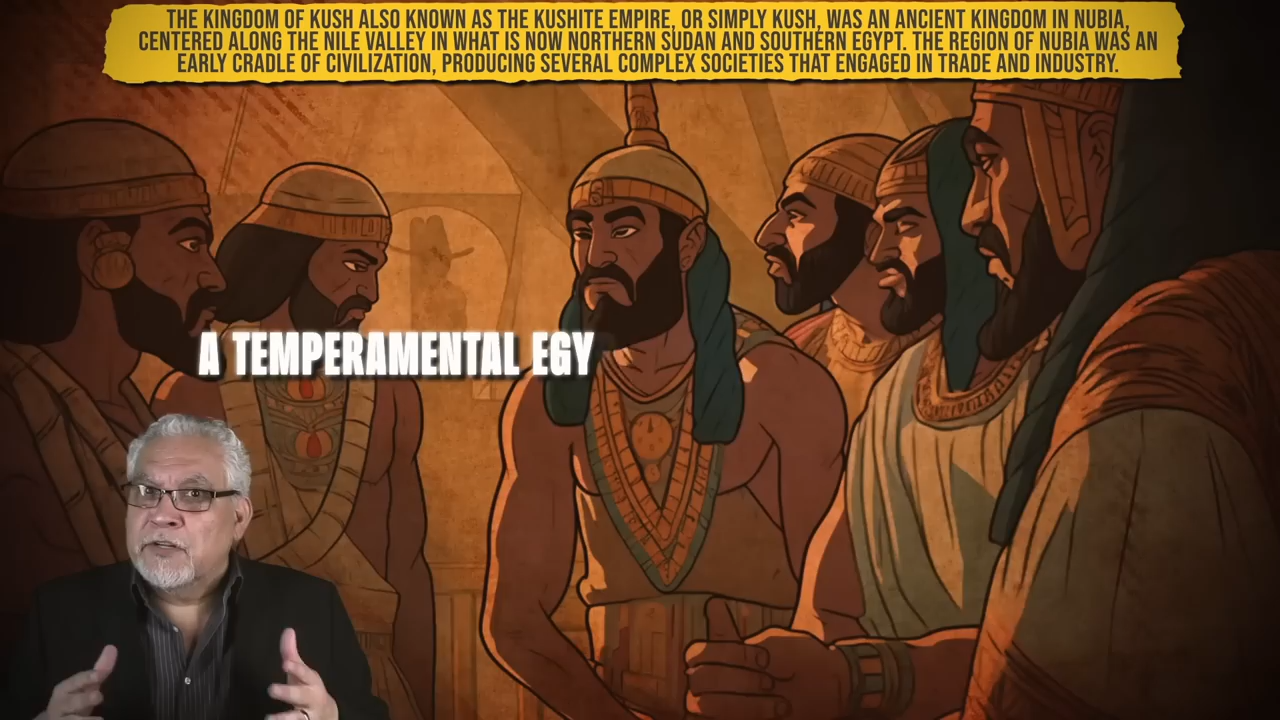 THE KINGDOM OF KUSH ALSO KNOWN AS THE KUSHITE EMPIRE, OR SIMPLY KUSH, WAS AN ANCIENT KINGDOM IN NUBIA,
CENTERED ALONG THE NILE VALLEY IN WHAT IS NOW NORTHERN SUDAN AND SOUTHERN EGYPT. THE REGION OF NUBIA WAS AN
EARLY CRADLE OF CIVILIZATION, PRODUCING SEVERAL COMPLEX SOCIETIES THAT ENGAGED IN TRADE AND INDUSTRY.
A TEMPERAMENTAL EGY